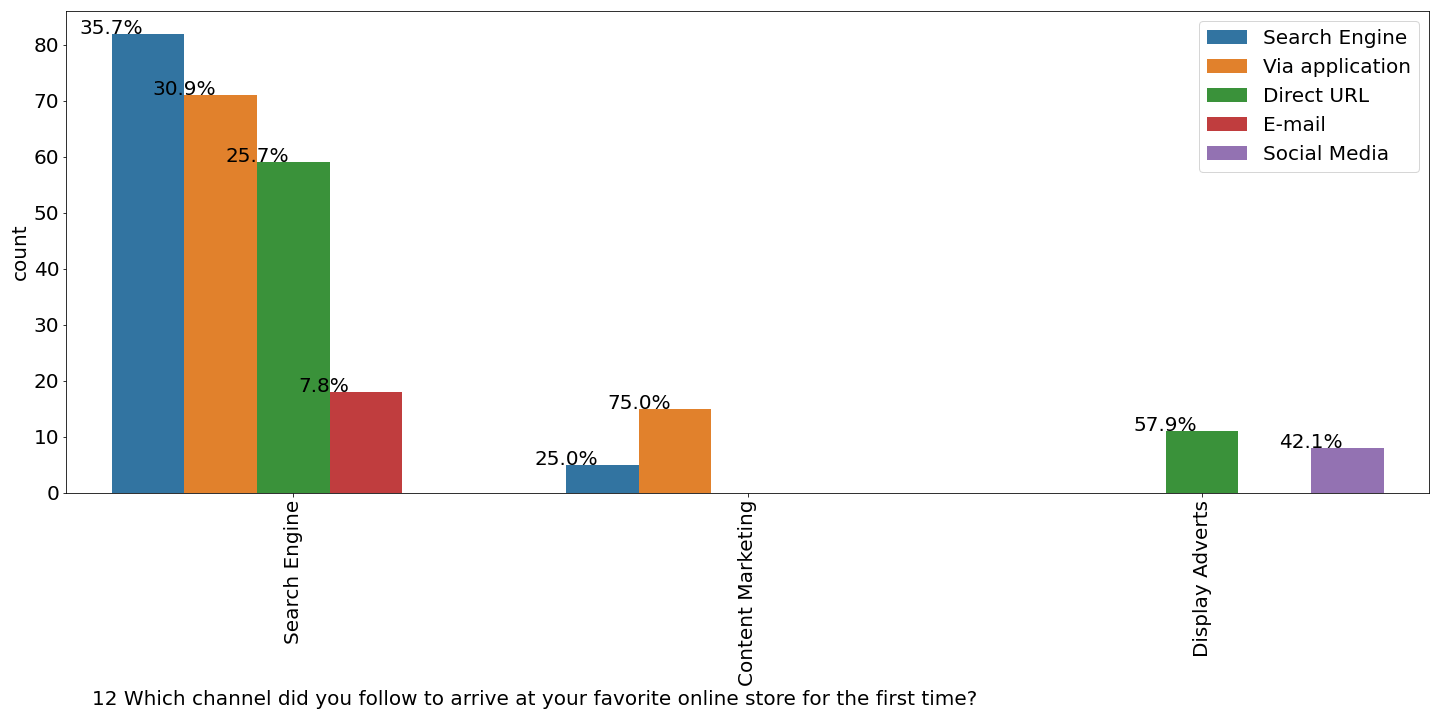 35.7%
30.9%
25.7%
7.8%
25.0%
75.0%
57.9%
42.1%
Search Engine
Via application
Direct URL
E-mail
Social Media
count
80
70
60
50
40
30
20
10
0
Search Engine
Content Marketing
Display Adverts
12 Which channel did you follow to arrive at your favorite online store for the first time?